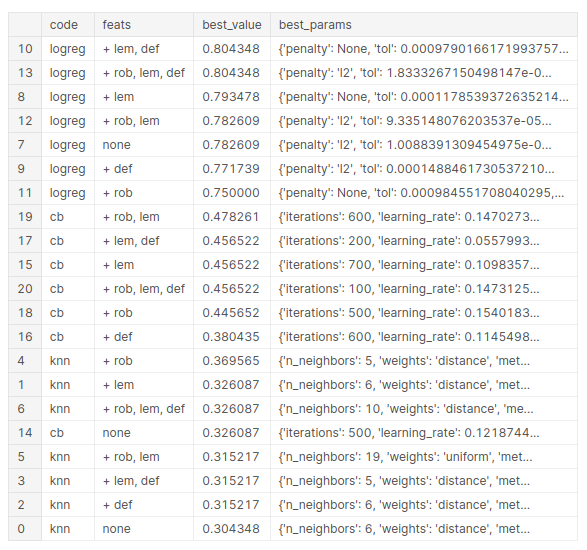 code feats best_value best_params
10 logreg + lem, def 0.804348 {'penalty': None, 'tol': 0.0009790166171993757...
13 logreg + rob, lem, def 0.804348 {'penalty': 'l2', 'tol': 1.8333267150498147e-0...
8 logreg + lem 0.793478 {'penalty': None, 'tol': 0.0001178539372635214...
12 logreg + rob, lem 0.782609 {'penalty': 'l2', 'tol': 9.335148076203537e-05...
7 logreg none 0.782609 {'penalty': 'l2', 'tol': 1.0088391309454975e-0...
9 logreg + def 0.771739 {'penalty': 'l2', 'tol': 0.0001488461730537210...
11 logreg + rob 0.750000 {'penalty': None, 'tol': 0.000984551708040295,...
19 cb + rob, lem 0.478261 {'iterations': 600, 'learning_rate': 0.1470273...
17 cb + lem, def 0.456522 {'iterations': 200, 'learning_rate': 0.0557993...
15 cb + lem 0.456522 {'iterations': 700, 'learning_rate': 0.1098357...
20 cb + rob, lem, def 0.456522 {'iterations': 100, 'learning_rate': 0.1473125...
18 cb + rob 0.445652 {'iterations': 500, 'learning_rate': 0.1540183...
16 cb + def 0.380435 {'iterations': 600, 'learning_rate': 0.1145498...
4 knn + rob 0.369565 {'n_neighbors': 5, 'weights': 'distance', 'met...
1 knn + lem 0.326087 {'n_neighbors': 6, 'weights': 'distance', 'met...
6 knn + rob, lem, def 0.326087 {'n_neighbors': 10, 'weights': 'distance', 'me...
14 cb none 0.326087 {'iterations': 500, 'learning_rate': 0.1218744...
5 knn + rob, lem 0.315217 {'n_neighbors': 19, 'weights': 'uniform', 'met...
3 knn + lem, def 0.315217 {'n_neighbors': 5, 'weights': 'distance', 'met...
2 knn + def 0.315217 {'n_neighbors': 6, 'weights': 'distance', 'met...
0 knn none 0.304348 {'n_neighbors': 6, 'weights': 'distance', 'met...